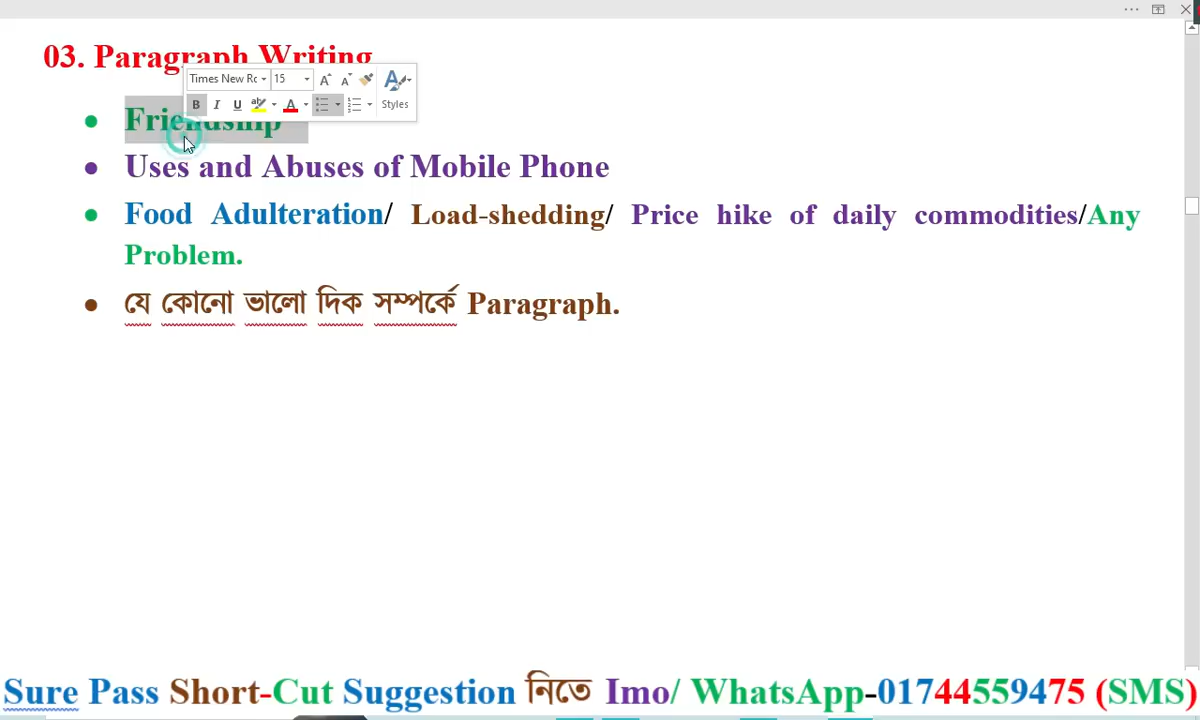 03. Paragraph Writing
Times New Rc 15
B I U Styles
Friendship
Uses and Abuses of Mobile Phone
Food Adulteration/ Load-shedding/ Price hike of daily commodities/Any
Problem.
যে কোনো ভালো দিক সম্পর্কে Paragraph.
Sure Pass Short-Cut Suggestion নিতে Imo/ WhatsApp-01744559475 (SMS)